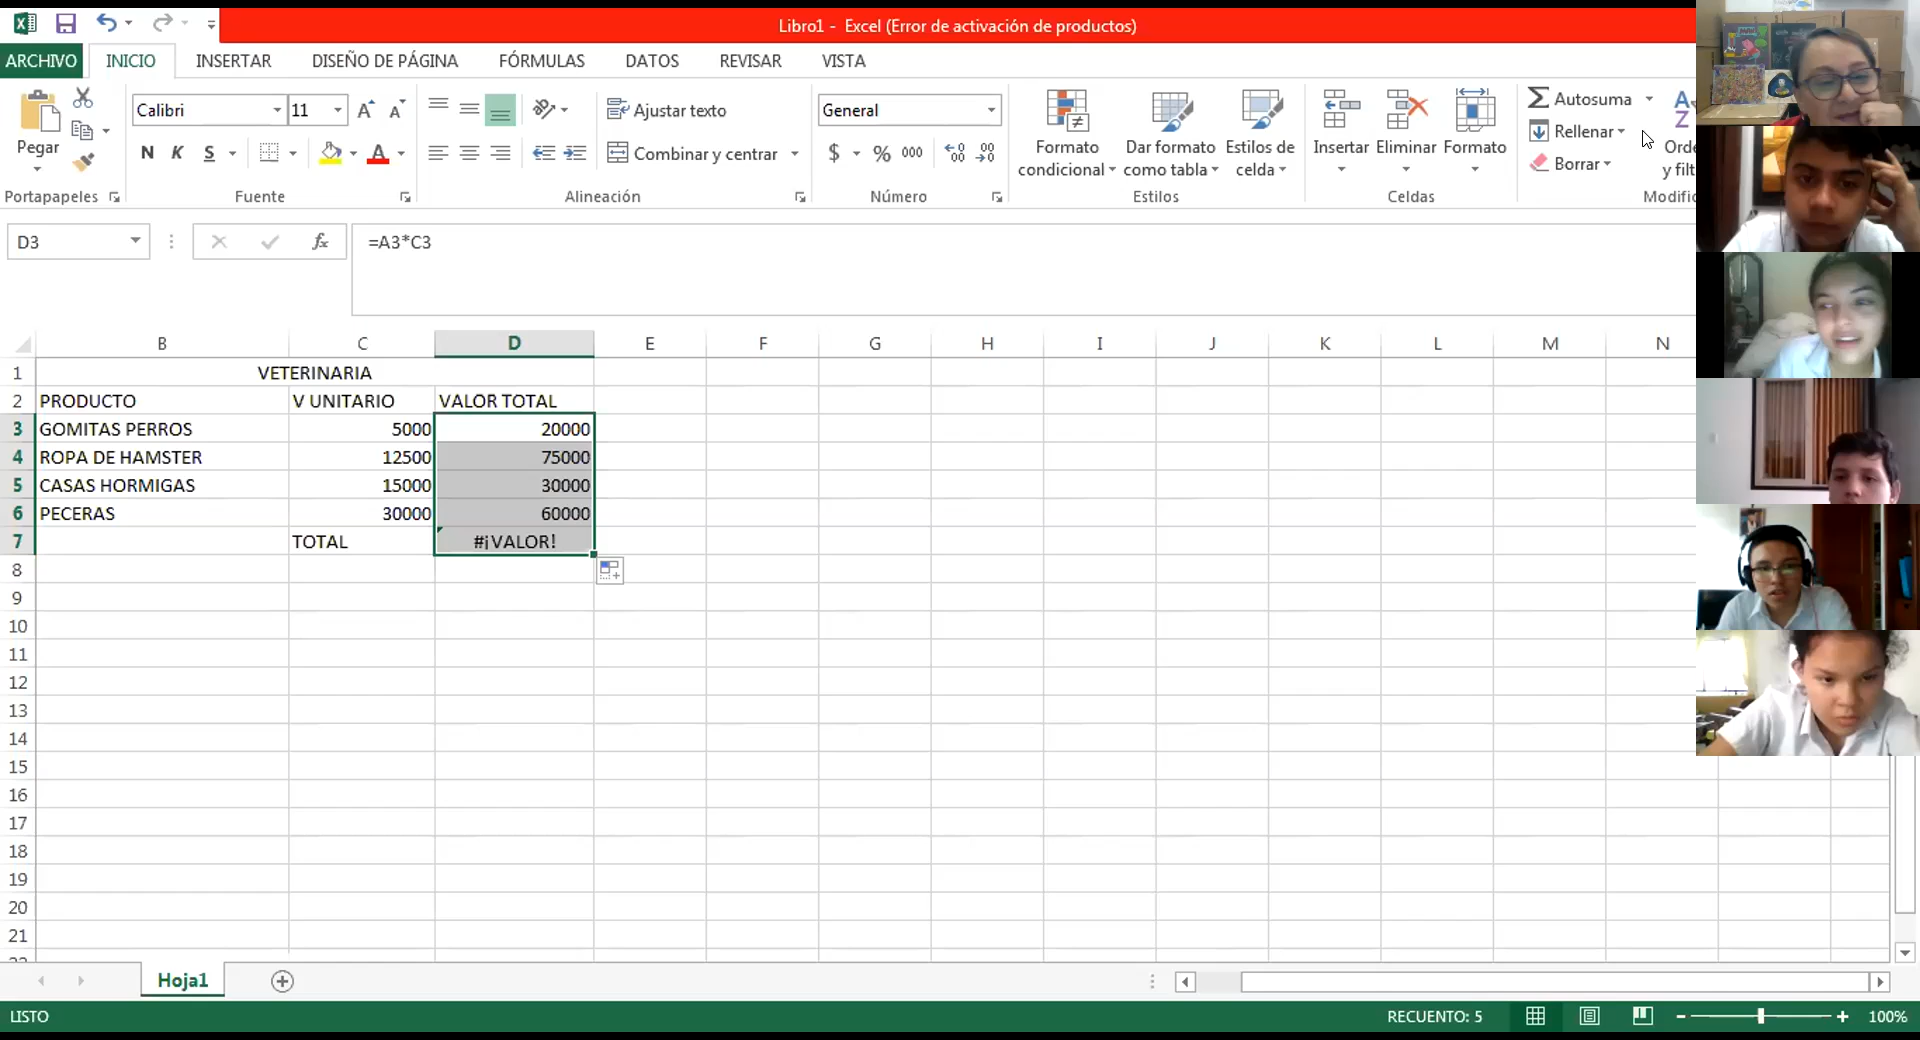 Libro1 - Excel (Error de activación de productos)
ARCHIVO INICIO INSERTAR DISEÑO DE PÁGINA FÓRMULAS DATOS REVISAR VISTA
Pegar
Portapapeles
Calibri 11
N K S
Fuente
Ajustar texto
Combinar y centrar
Alineación
General
$ % 000
Número
Formato condicional
Dar formato como tabla
Estilos de celda
Estilos
Insertar Eliminar Formato
Celdas
Autosuma
Rellenar
Borrar
D3 fx =A3*C3
B C D E F G H I J K L M N
1 VETERINARIA
2 PRODUCTO V UNITARIO VALOR TOTAL
3 GOMITAS PERROS 5000 20000
4 ROPA DE HAMSTER 12500 75000
5 CASAS HORMIGAS 15000 30000
6 PECERAS 30000 60000
7 TOTAL #¡VALOR!
8
9
10
11
12
13
14
15
16
17
18
19
20
21
Hoja1
LISTO RECUENTO: 5 100%